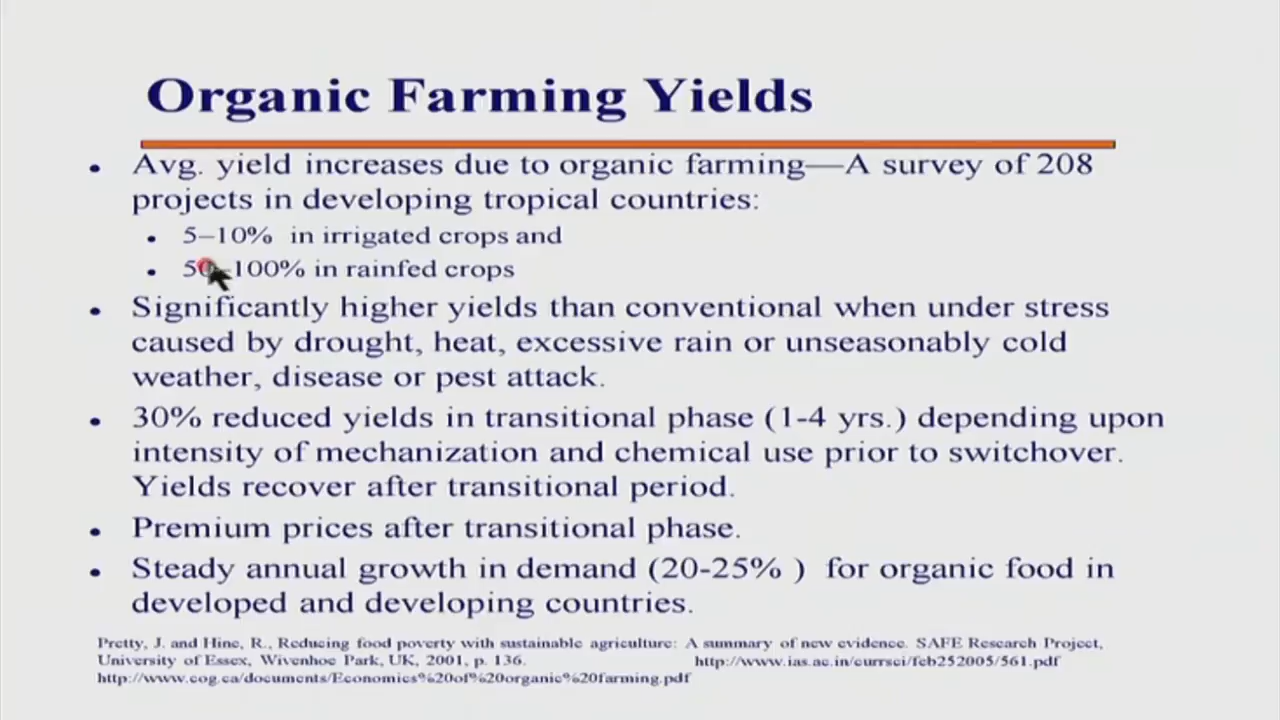 Organic Farming Yields
• Avg. yield increases due to organic farming—A survey of 208
projects in developing tropical countries:
• 5–10% in irrigated crops and
• 50–100% in rainfed crops
• Significantly higher yields than conventional when under stress
caused by drought, heat, excessive rain or unseasonably cold
weather, disease or pest attack.
• 30% reduced yields in transitional phase (1-4 yrs.) depending upon
intensity of mechanization and chemical use prior to switchover.
Yields recover after transitional period.
• Premium prices after transitional phase.
• Steady annual growth in demand (20-25% ) for organic food in
developed and developing countries.
Pretty, J. and Hine, R., Reducing food poverty with sustainable agriculture: A summary of new evidence. SAFE Research Project,
University of Essex, Wivenhoe Park, UK, 2001, p. 136. http://www.ias.ac.in/currsci/feb252005/561.pdf
http://www.cog.ca/documents/Economics%20of%20organic%20farming.pdf